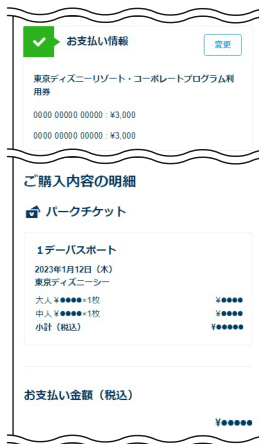 お支払い情報
変更
東京ディズニーリゾート・コーポレートプログラム利
用券
0000 00000 00000 : ¥3,000
0000 00000 00000 : ¥3,000
ご購入内容の明細
パークチケット
1デーパスポート
2023年1月12日（木）
東京ディズニーシー
大人 ¥●●●●×1枚 ¥●●●●
中人 ¥●●●●×1枚 ¥●●●●
小計（税込） ¥●●●●●
お支払い金額（税込）
¥●●●●●